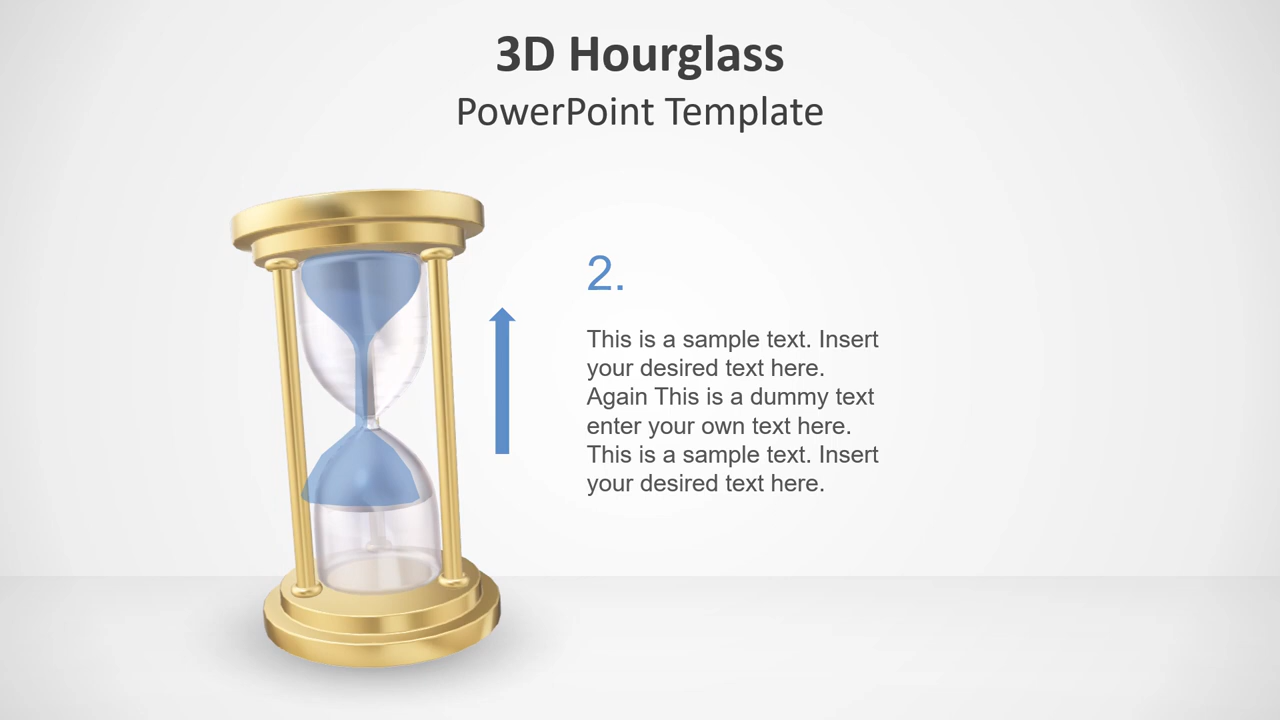 3D Hourglass
PowerPoint Template
2.
This is a sample text. Insert
your desired text here.
Again This is a dummy text
enter your own text here.
This is a sample text. Insert
your desired text here.